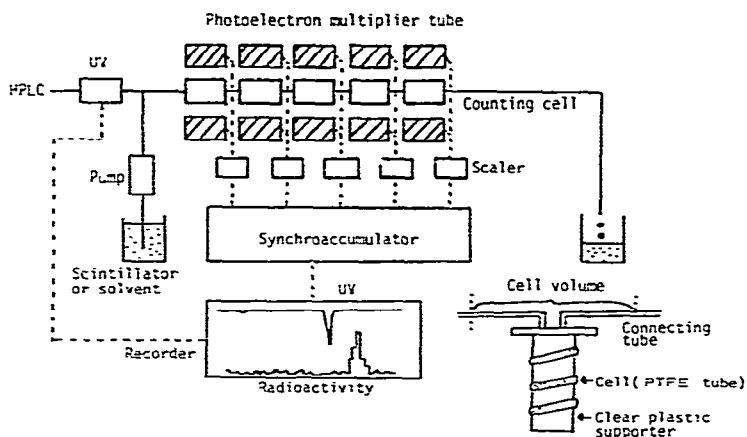 Photoelectron multiplier tube
UV
HPLC
Counting cell
Pump
Scaler
Synchroaccumulator
Scintillator
or solvent
UV
Cell volume
Connecting
tube
Recorder
Radioactivity
Cell( PTFE tube)
Clear plastic
supporter